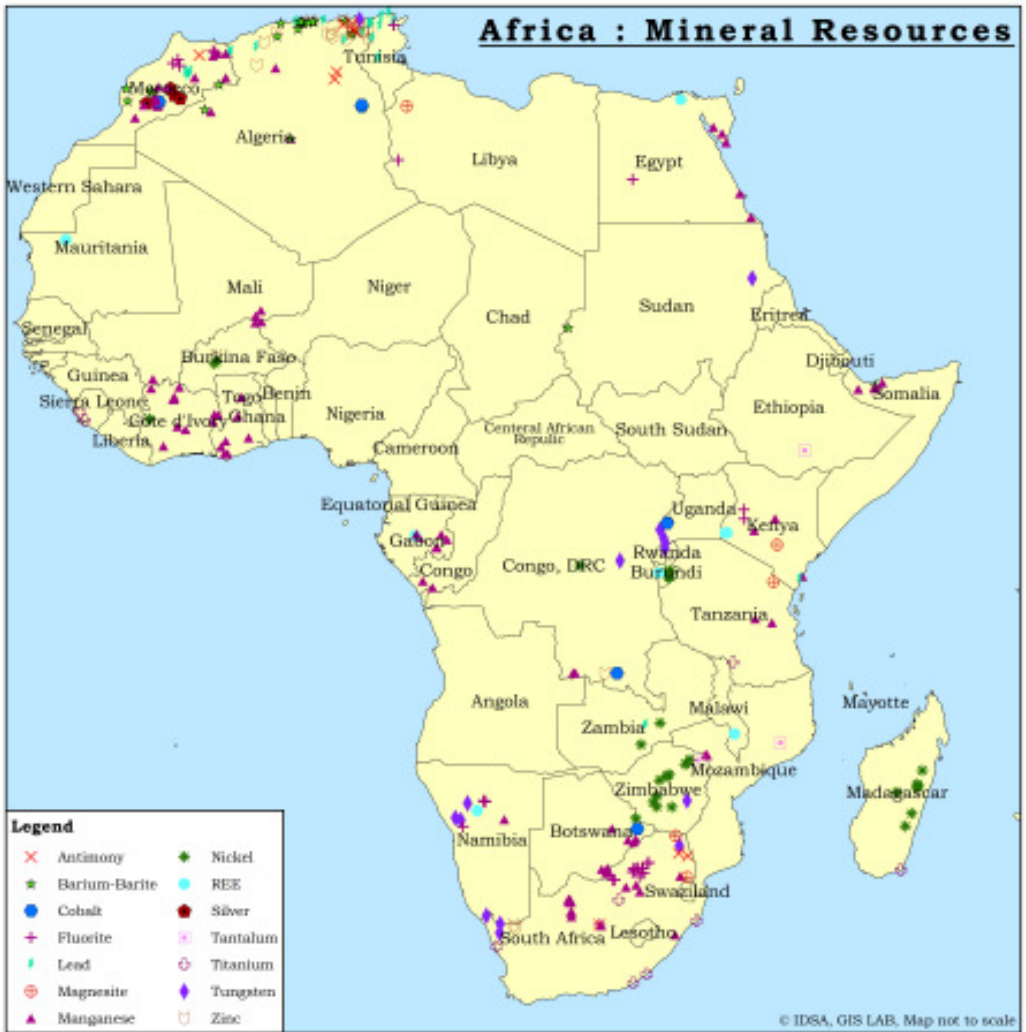 Africa : Mineral Resources
Tunisia
Morocco
Algeria
Libya
Egypt
Western Sahara
Mauritania
Mali
Niger
Chad
Sudan
Eritrea
Senegal
Djibouti
Burkina Faso
Guinea
Somalia
Sierra Leone
Togo
Benin
Ethiopia
Nigeria
Ghana
Côte d'Ivory
Central African
Repulic
South Sudan
Liberia
Cameroon
Equatorial Guinea
Uganda
Kenya
Gabon
Rwanda
Congo, DRC
Congo
Burundi
Tanzania
Angola
Mayotte
Malawi
Zambia
Mozambique
Zimbabwe
Madagascar
Botswana
Namibia
Swaziland
South Africa
Lesotho
Legend
Antimony
Nickel
Barium-Barite
REE
Cobalt
Silver
Fluorite
Tantalum
Lead
Titanium
Magnesite
Tungsten
Manganese
Zinc
© IDSA, GIS LAB, Map not to scale